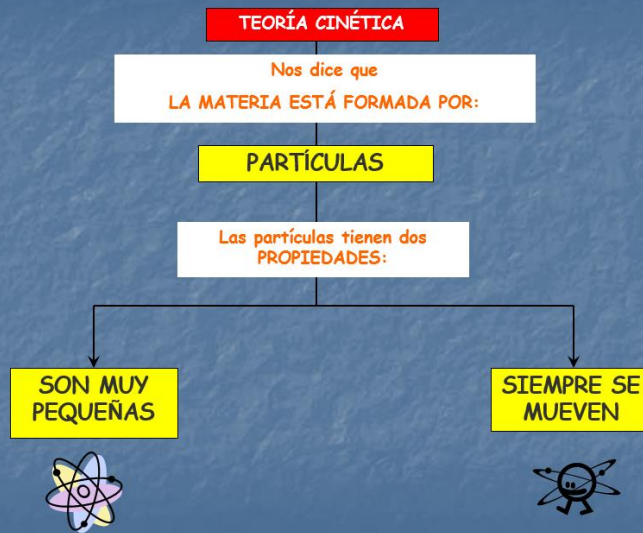 TEORÍA CINÉTICA
Nos dice que
LA MATERIA ESTÁ FORMADA POR:
PARTÍCULAS
Las partículas tienen dos
PROPIEDADES:
SON MUY
PEQUEÑAS
SIEMPRE SE
MUEVEN